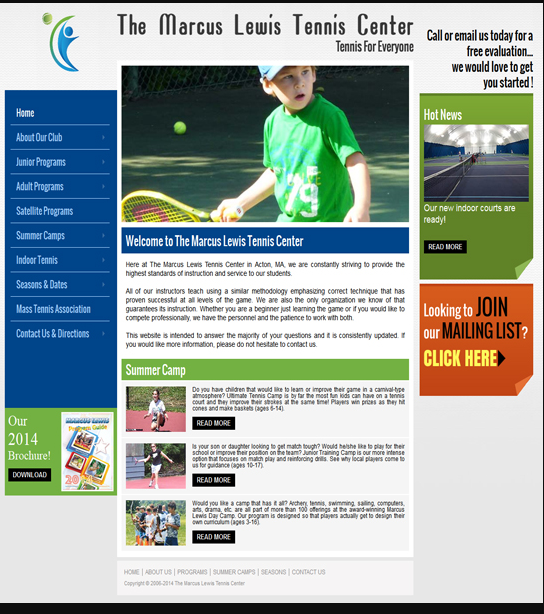 The Marcus Lewis Tennis Center
Tennis For Everyone
Call or email us today for a
free evaluation...
we would love to get
you started !
Home
About Our Club
Junior Programs
Adult Programs
Satellite Programs
Summer Camps
Indoor Tennis
Seasons & Dates
Mass Tennis Association
Contact Us & Directions
Our
2014
Brochure!
DOWNLOAD
79
Welcome to The Marcus Lewis Tennis Center
Here at The Marcus Lewis Tennis Center in Acton, MA, we are constantly striving to provide the
highest standards of instruction and service to our students.
All of our instructors teach using a similar methodology emphasizing correct technique that has
proven successful at all levels of the game. We are also the only organization we know of that
guarantees its instruction. Whether you are a beginner just learning the game or if you would like to
compete professionally, we have the personnel and the patience to work with both.
This website is intended to answer the majority of your questions and it is consistently updated. If
you would like more information, please do not hesitate to contact us.
Summer Camp
Do you have children that would like to learn or improve their game in a carnival-type
atmosphere? Ultimate Tennis Camp is by far the most fun kids can have on a tennis
court and they improve their strokes at the same time! Players win prizes as they hit
cones and make baskets (ages 6-14).
READ MORE
Is your son or daughter looking to get match tough? Would he/she like to play for their
school or improve their position on the team? Junior Training Camp is our more intense
option that focuses on match play and reinforcing drills. See why local players come to
us for guidance (ages 10-17).
READ MORE
Would you like a camp that has it all? Archery, tennis, swimming, sailing, computers,
arts, drama, etc. are all part of more than 100 offerings at the award-winning Marcus
Lewis Day Camp. Our program is designed so that players actually get to design their
own curriculum (ages 3-15).
READ MORE
Hot News
Our new indoor courts are
ready!
READ MORE
Looking to JOIN
our MAILING LIST?
CLICK HERE
HOME | ABOUT US | PROGRAMS | SUMMER CAMPS | SEASONS | CONTACT US
Copyright © 2006-2014 The Marcus Lewis Tennis Center